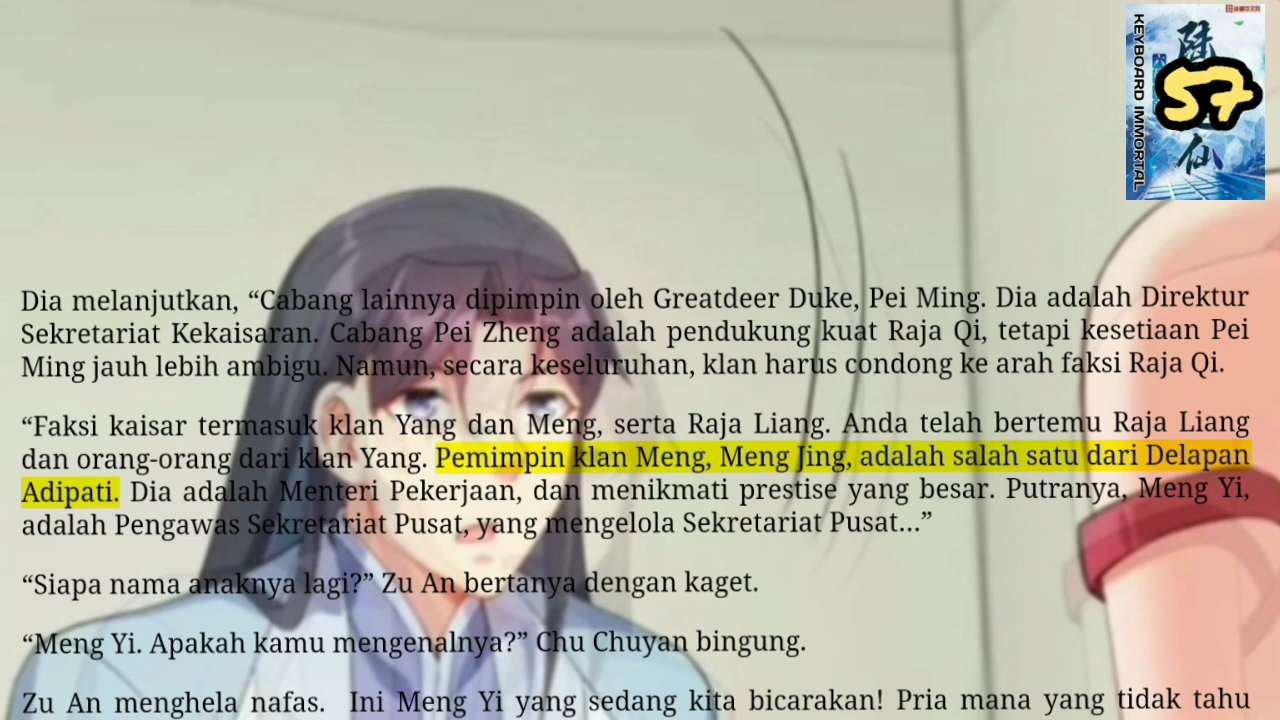 KEYBOARD IMMORTAL
57
Dia melanjutkan, “Cabang lainnya dipimpin oleh Greatdeer Duke, Pei Ming. Dia adalah Direktur
Sekretariat Kekaisaran. Cabang Pei Zheng adalah pendukung kuat Raja Qi, tetapi kesetiaan Pei
Ming jauh lebih ambigu. Namun, secara keseluruhan, klan harus condong ke arah faksi Raja Qi.
“Faksi kaisar termasuk klan Yang dan Meng, serta Raja Liang. Anda telah bertemu Raja Liang
dan orang-orang dari klan Yang. Pemimpin klan Meng, Meng Jing, adalah salah satu dari Delapan
Adipati. Dia adalah Menteri Pekerjaan, dan menikmati prestise yang besar. Putranya, Meng Yi,
adalah Pengawas Sekretariat Pusat, yang mengelola Sekretariat Pusat...”
“Siapa nama anaknya lagi?” Zu An bertanya dengan kaget.
“Meng Yi. Apakah kamu mengenalnya?” Chu Chuyan bingung.
Zu An menghela nafas. Ini Meng Yi yang sedang kita bicarakan! Pria mana yang tidak tahu